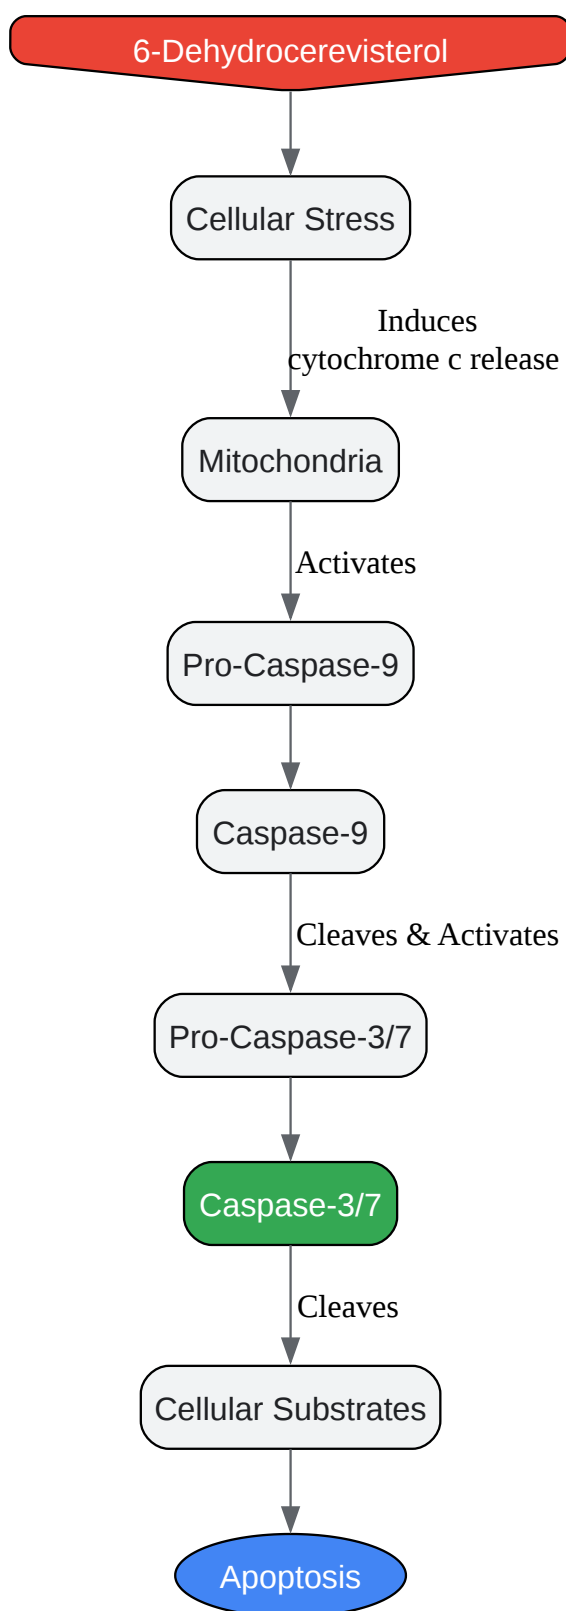 6-Dehydrocerevisterol
Cellular Stress
Induces
cytochrome c release
Mitochondria
Activates
Pro-Caspase-9
Caspase-9
Cleaves & Activates
Pro-Caspase-3/7
Caspase-3/7
Cleaves
Cellular Substrates
Apoptosis